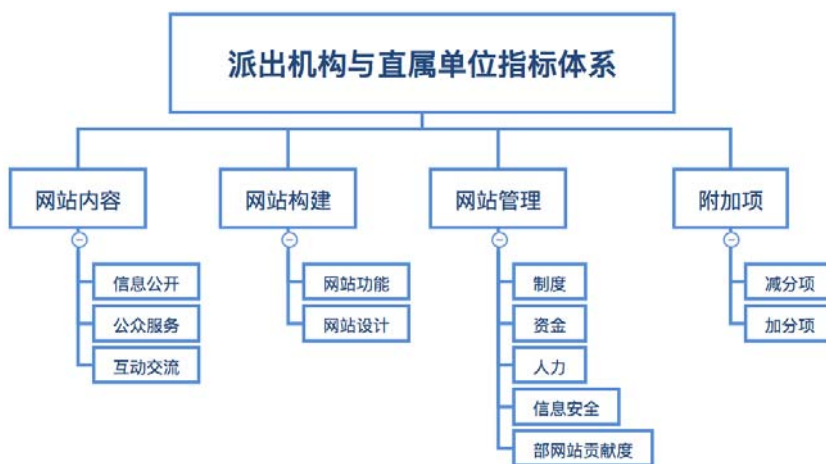 派出机构与直属单位指标体系
网站内容
网站构建
网站管理
附加项
信息公开
公众服务
互动交流
网站功能
网站设计
制度
资金
人力
信息安全
部网站贡献度
减分项
加分项